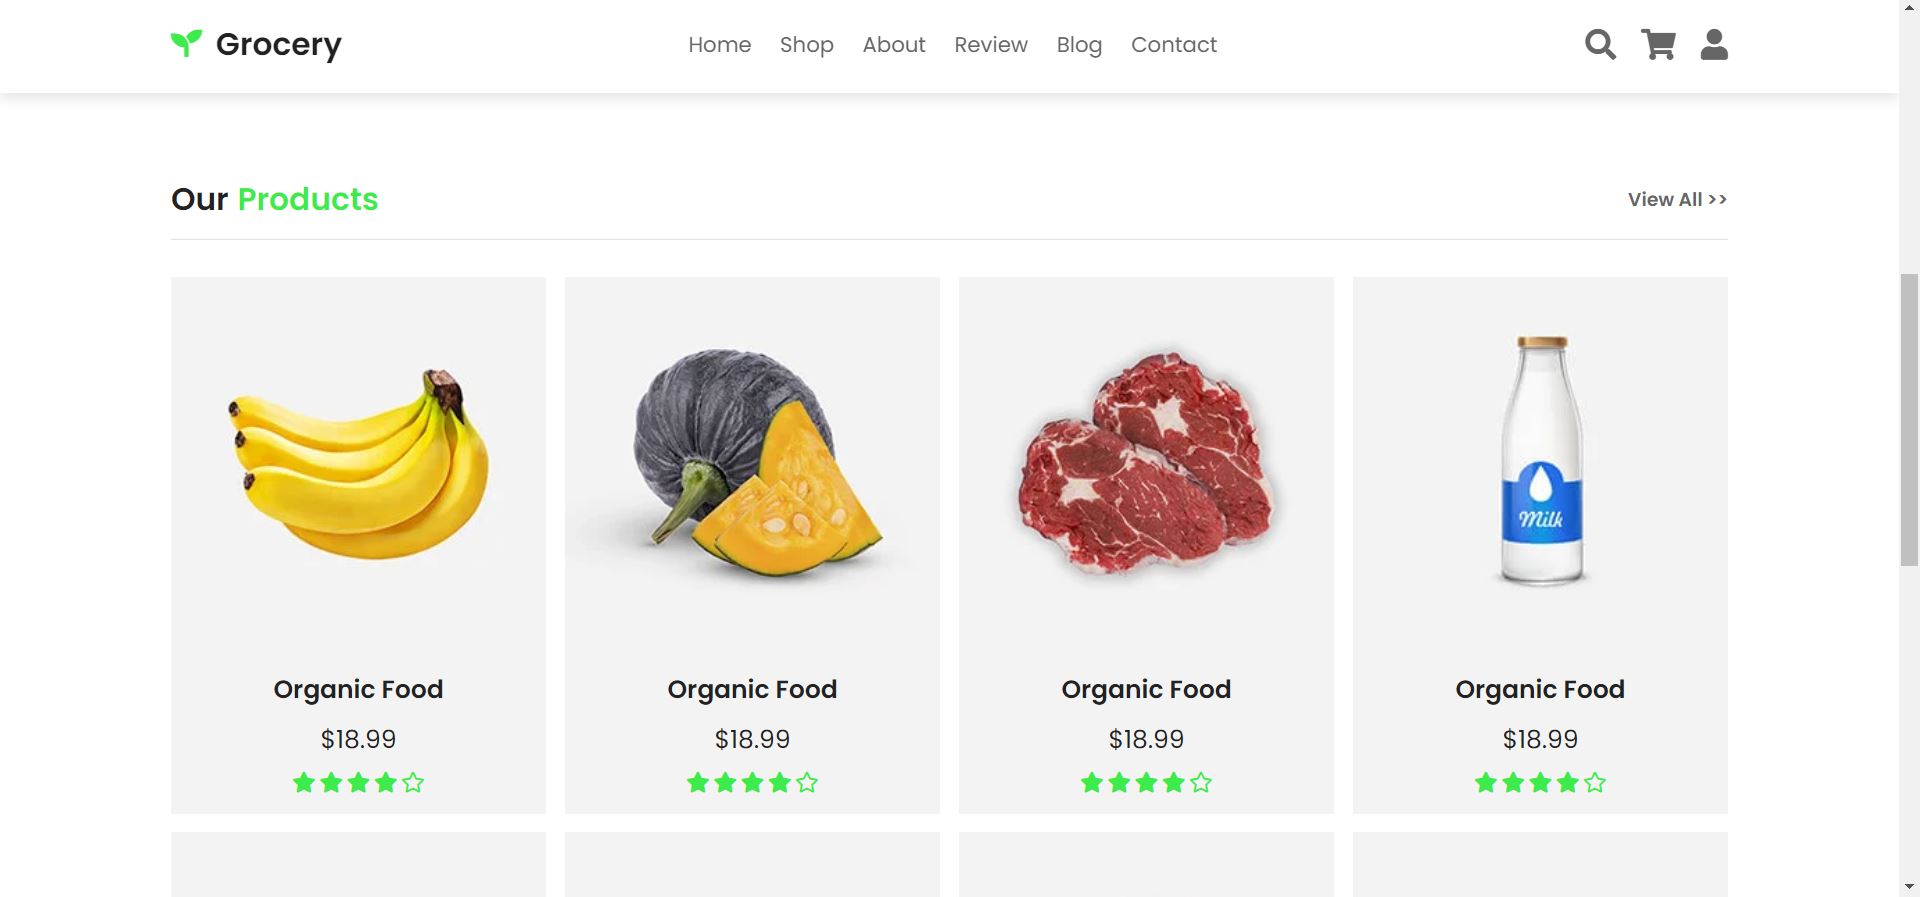 Grocery
Home Shop About Review Blog Contact
Our Products
View All >>
Milk
Organic Food
$18.99
Organic Food
$18.99
Organic Food
$18.99
Organic Food
$18.99